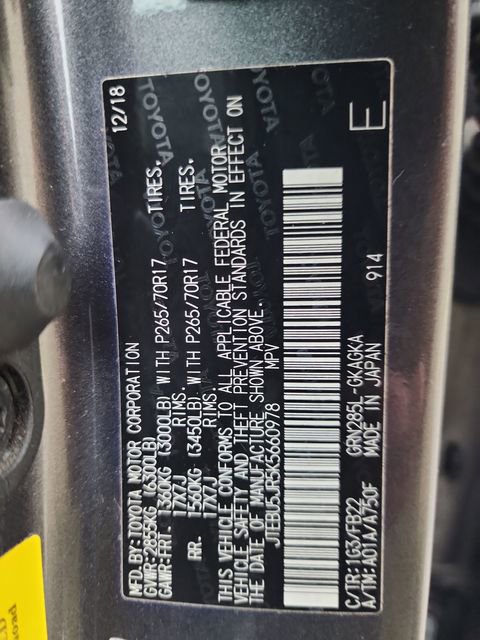 MFD.BY:TOYOTA MOTOR CORPORATION 12/18
GVWR:2855KG (6300LB)
GAWR:FRT. 1360KG (3000LB) WITH P265/70R17 TIRES.
17X7J RIMS.
RR. 1560KG (3450LB) WITH P265/70R17 TIRES.
17X7J RIMS.
THIS VEHICLE CONFORMS TO ALL APPLICABLE FEDERAL MOTOR
VEHICLE SAFETY AND THEFT PREVENTION STANDARDS IN EFFECT ON
THE DATE OF MANUFACTURE SHOWN ABOVE.
JTEBU5JR5K5660978 MPV
C/TR:1G3/FB22 GRN285L-GKAGKA 914 E
A/TM:A01A/A750F MADE IN JAPAN
TOYOTA
oad